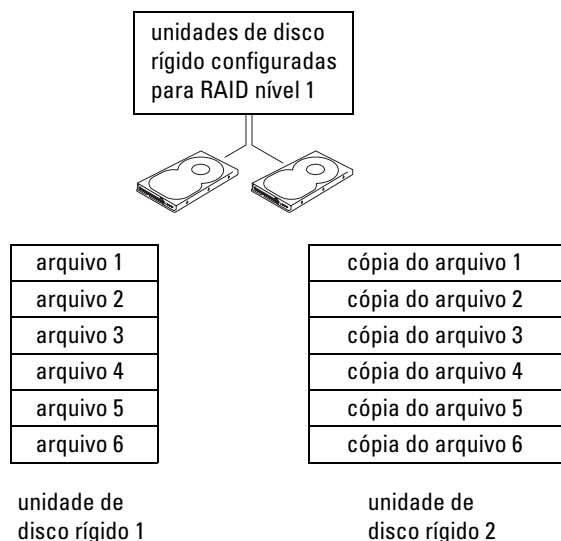 unidades de disco
rígido configuradas
para RAID nível 1
arquivo 1
cópia do arquivo 1
arquivo 2
cópia do arquivo 2
arquivo 3
cópia do arquivo 3
arquivo 4
cópia do arquivo 4
arquivo 5
cópia do arquivo 5
arquivo 6
cópia do arquivo 6
unidade de
disco rígido 1
unidade de
disco rígido 2